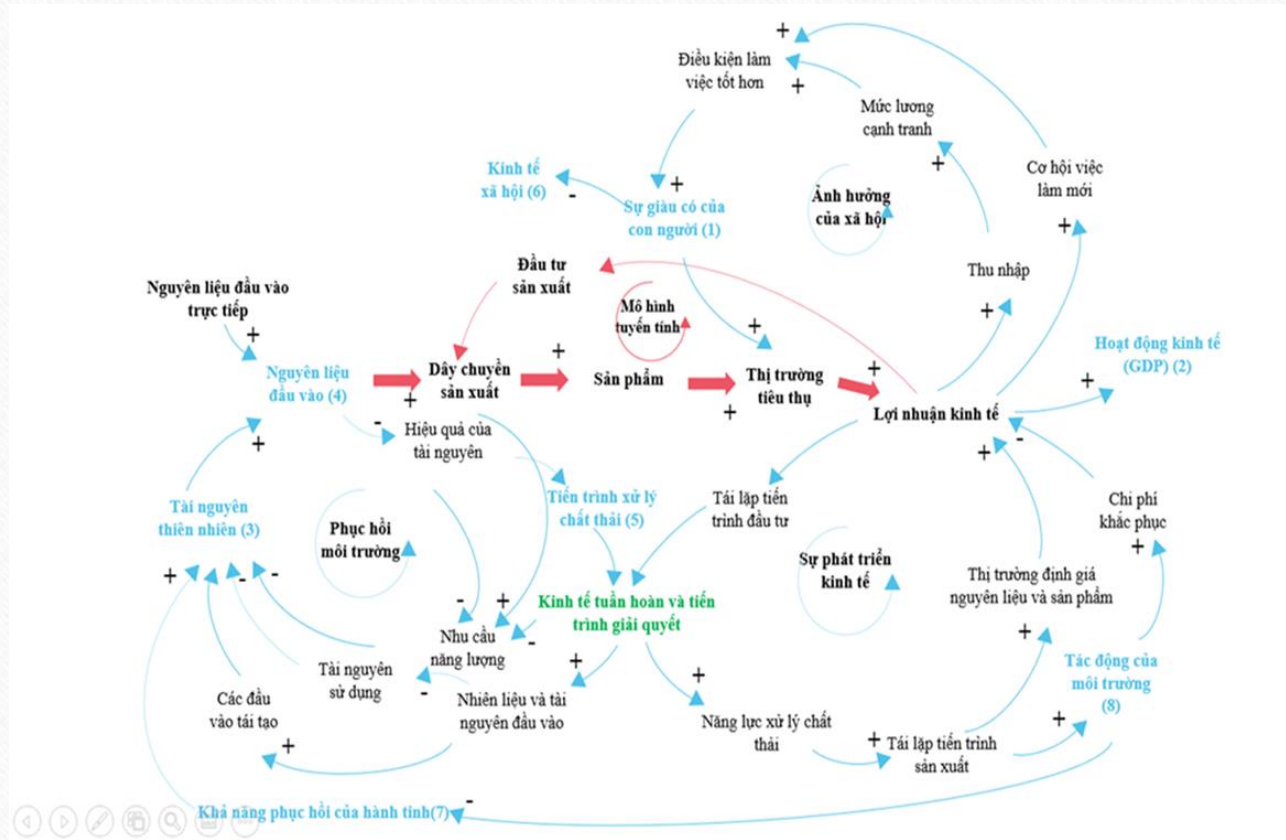 Điều kiện làm
việc tốt hơn
Mức lương
cạnh tranh
Cơ hội việc
làm mới
Kinh tế
xã hội (6)
Sự giàu có của
con người (1)
Ảnh hưởng
của xã hội
Đầu tư
sản xuất
Thu nhập
Nguyên liệu đầu vào
trực tiếp
Mô hình
tuyến tính
Hoạt động kinh tế
(GDP) (2)
Nguyên liệu
đầu vào (4)
Dây chuyền
sản xuất
Sản phẩm
Thị trường
tiêu thụ
Lợi nhuận kinh tế
Hiệu quả của
tài nguyên
Tài nguyên
thiên nhiên (3)
Tiến trình xử lý
chất thải (5)
Tái lặp tiến
trình đầu tư
Chi phí
khắc phục
Phục hồi
môi trường
Sự phát triển
kinh tế
Thị trường định giá
nguyên liệu và sản phẩm
Kinh tế tuần hoàn và tiến
trình giải quyết
Nhu cầu
năng lượng
Tác động của
môi trường
(8)
Tài nguyên
sử dụng
Các đầu
vào tái tạo
Nhiên liệu và tài
nguyên đầu vào
Năng lực xử lý chất
thải
Tái lặp tiến trình
sản xuất
Khả năng phục hồi của hành tinh(7)